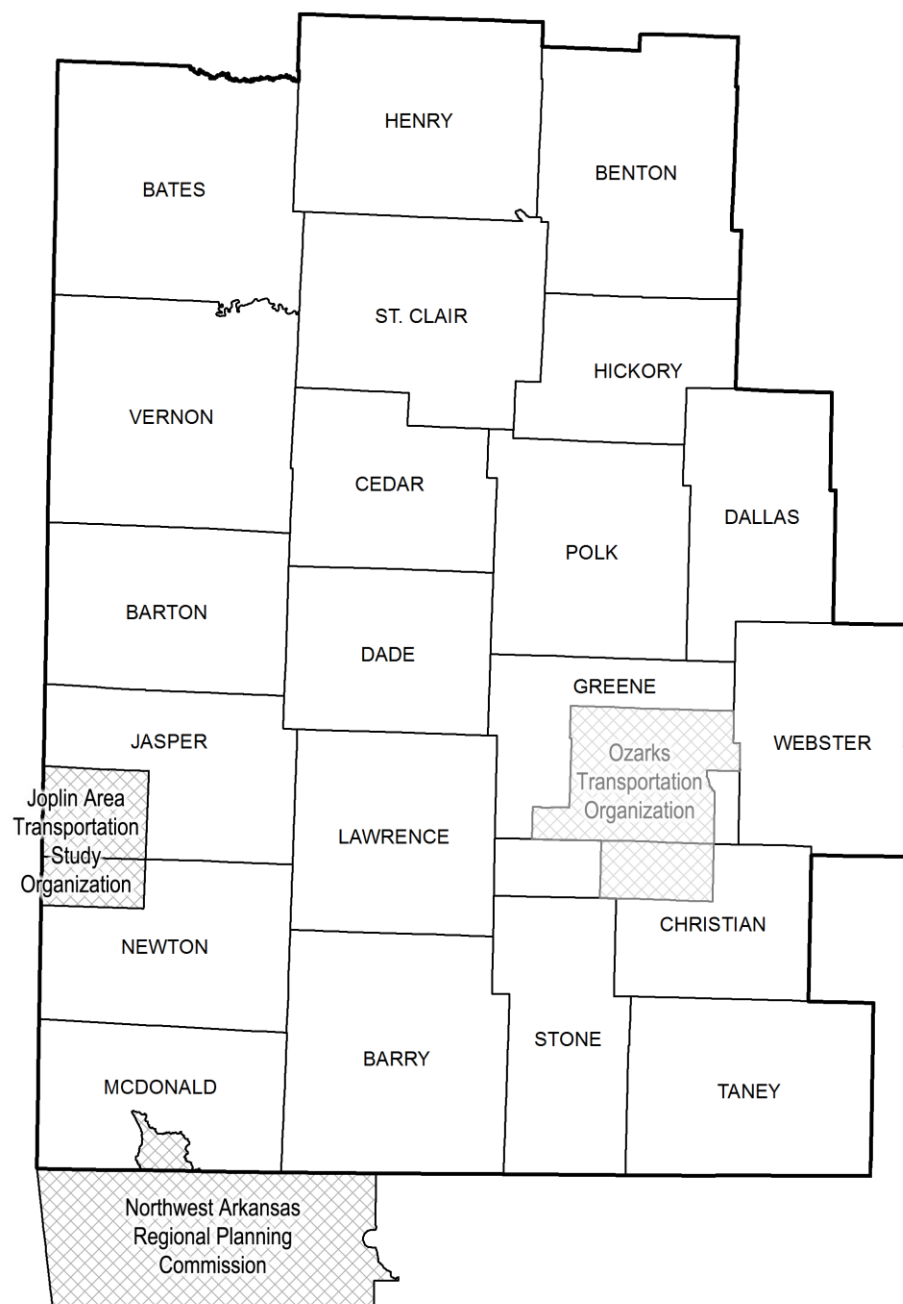 HENRY
BENTON
BATES
ST. CLAIR
HICKORY
VERNON
CEDAR
DALLAS
POLK
BARTON
DADE
GREENE
JASPER
WEBSTER
Ozarks
Transportation
Organization
Joplin Area
Transportation
Study
Organization
LAWRENCE
CHRISTIAN
NEWTON
STONE
BARRY
MCDONALD
TANEY
Northwest Arkansas
Regional Planning
Commission